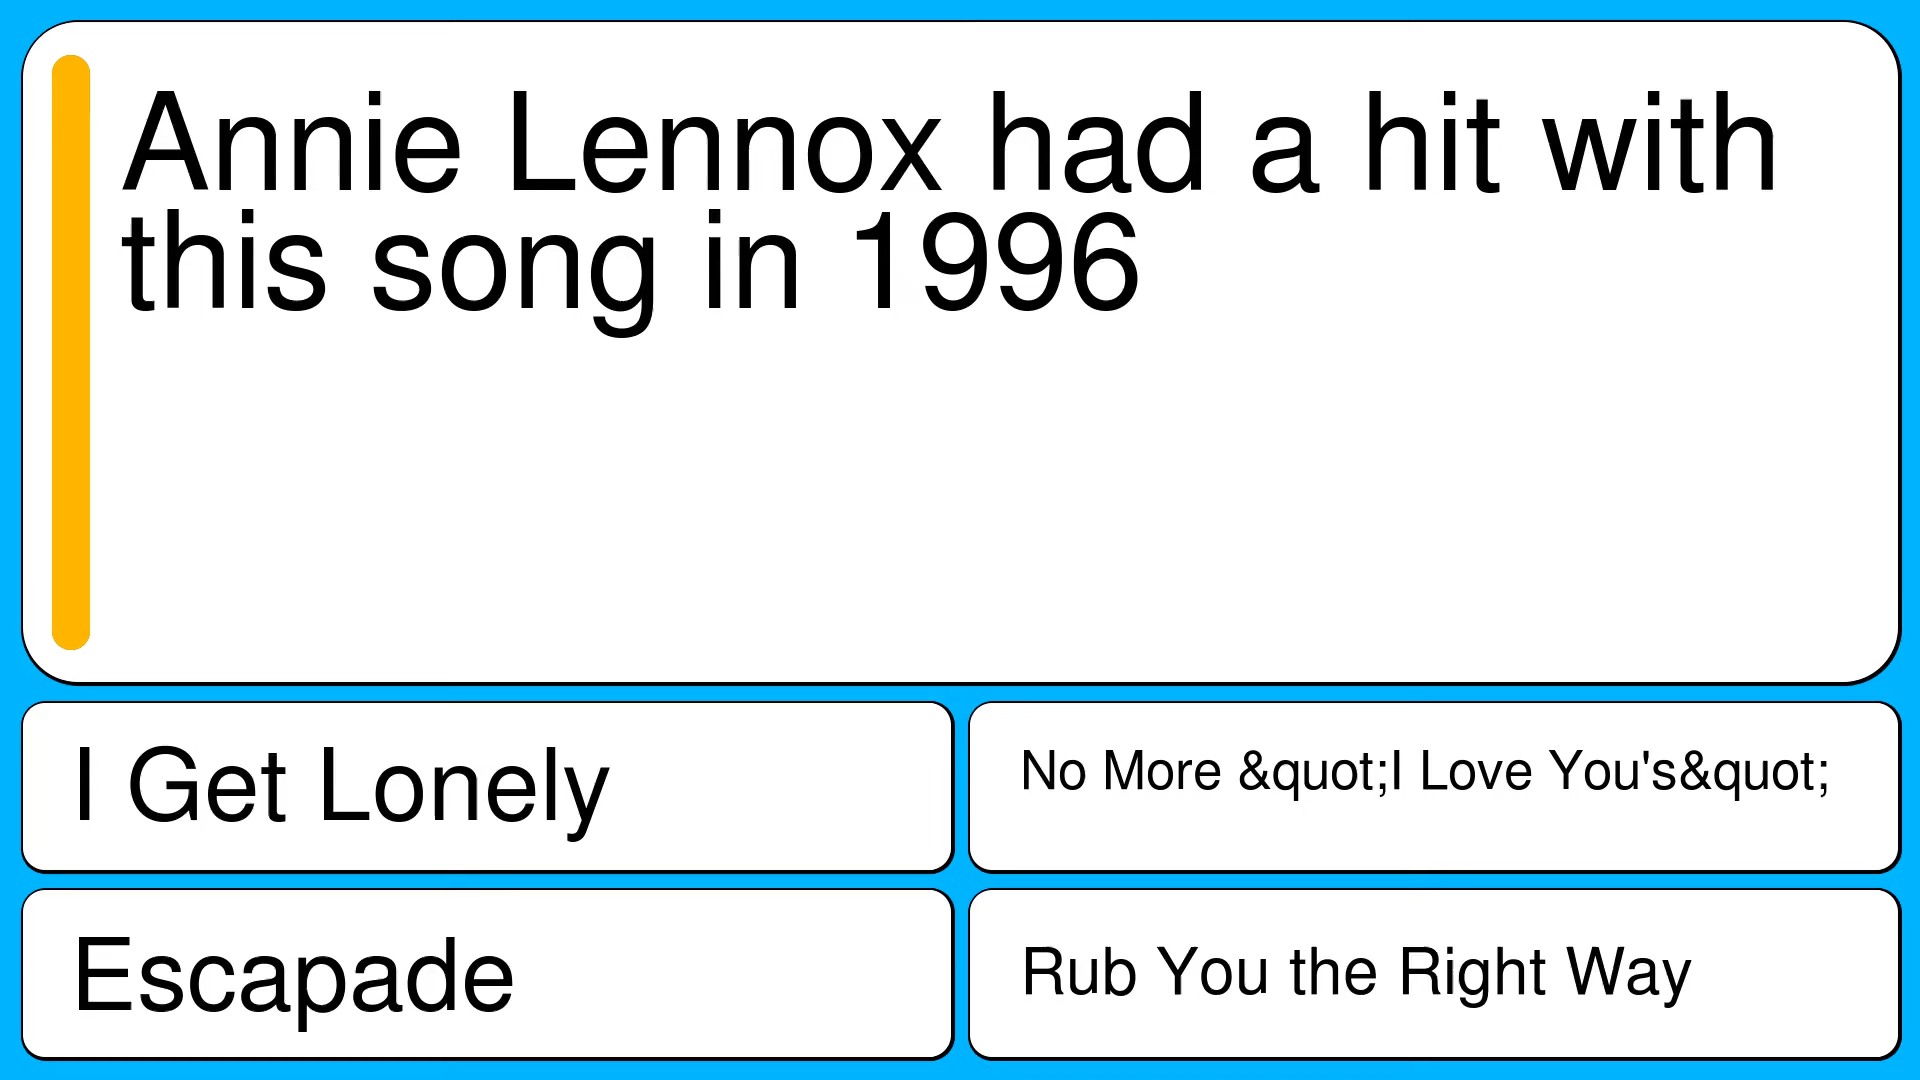 Annie Lennox had a hit with
this song in 1996
I Get Lonely
No More &quot;I Love You's&quot;
Escapade
Rub You the Right Way